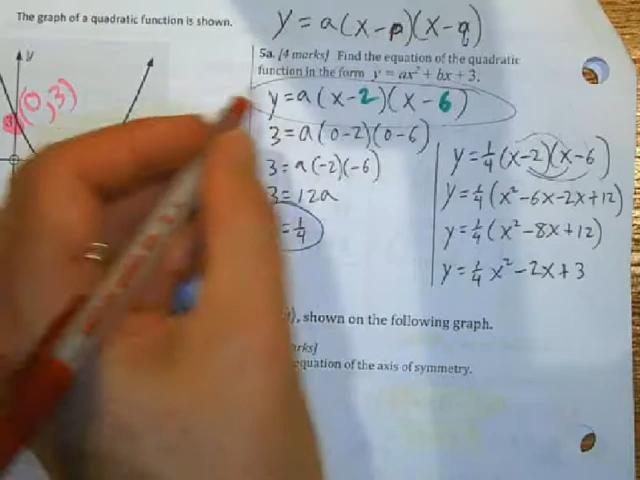 The graph of a quadratic function is shown.
y = a(x-p)(x-q)
y
(0,3)
3
5a. [4 marks] Find the equation of the quadratic
function in the form y = ax² + bx + 3.
y = a(x-2)(x-6)
3 = a(0-2)(0-6)
3 = a(-2)(-6)
3 = 12a
= 1/4
y = 1/4(x-2)(x-6)
y = 1/4(x²-6x-2x+12)
y = 1/4(x²-8x+12)
y = 1/4x²-2x+3
, shown on the following graph.
equation of the axis of symmetry.